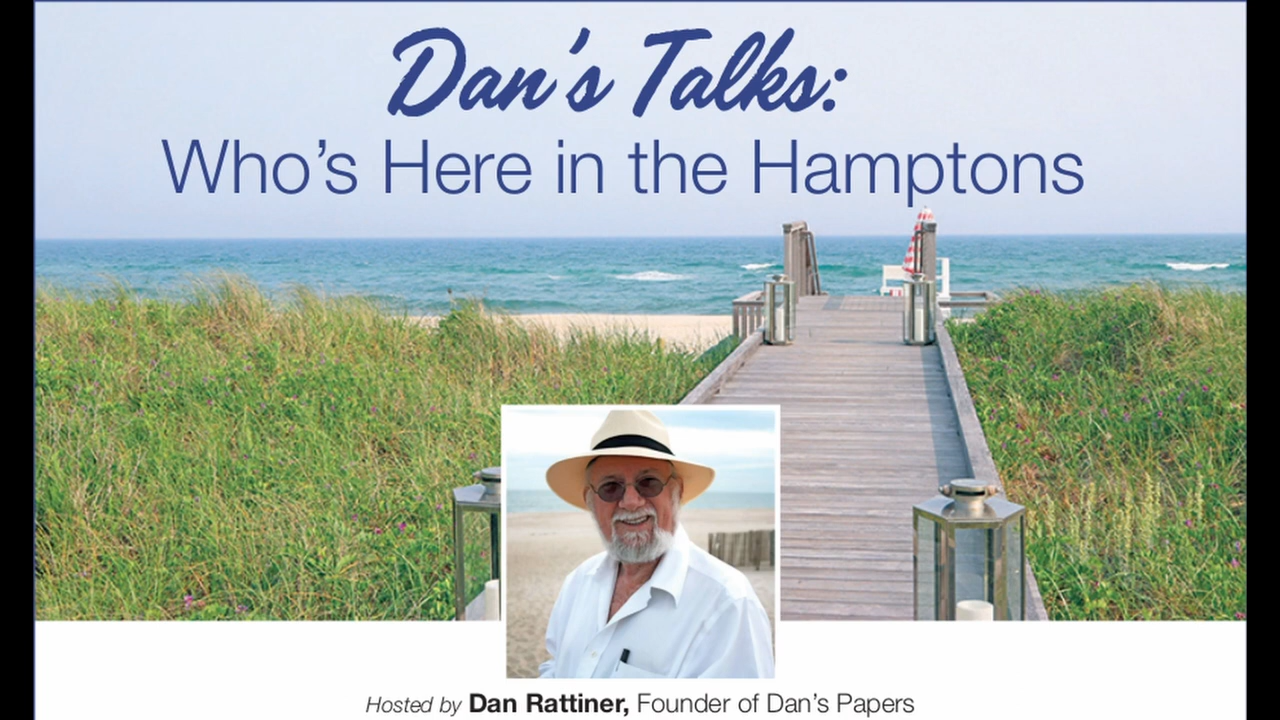 Dan's Talks:
Who's Here in the Hamptons
Hosted by Dan Rattiner, Founder of Dan's Papers